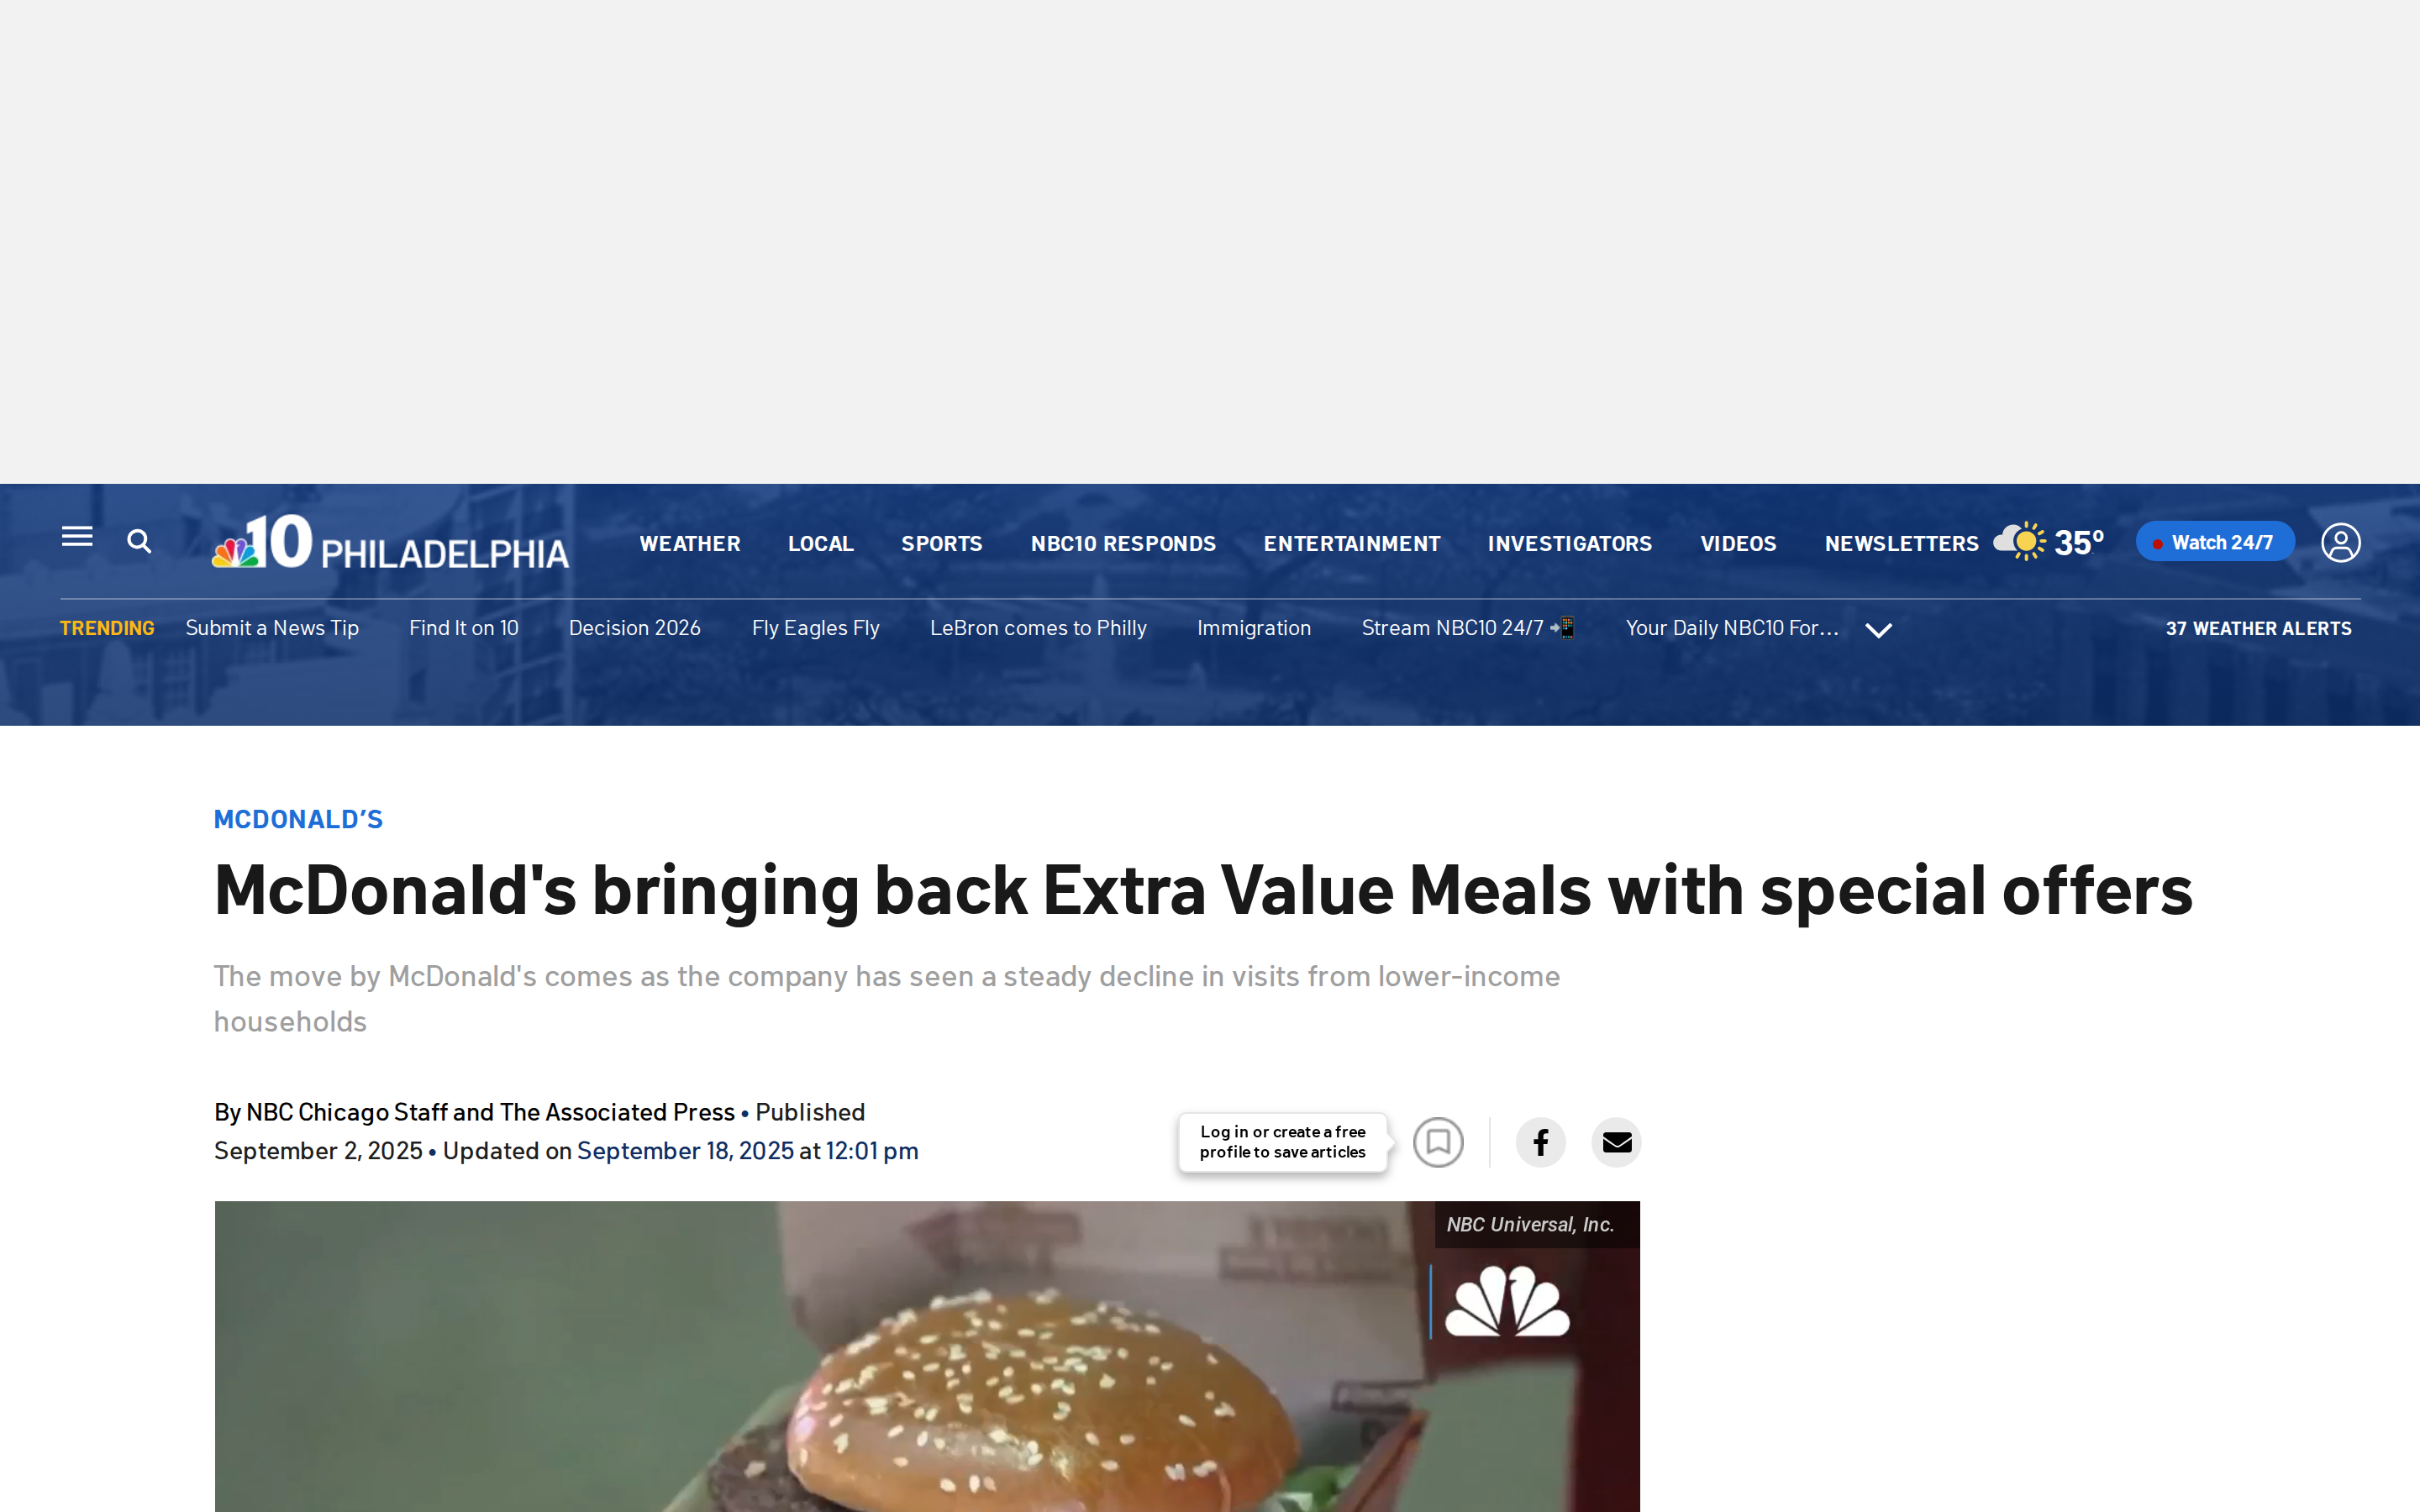 10 PHILADELPHIA
WEATHER LOCAL SPORTS NBC10 RESPONDS ENTERTAINMENT INVESTIGATORS VIDEOS NEWSLETTERS 35º Watch 24/7
TRENDING Submit a News Tip Find It on 10 Decision 2026 Fly Eagles Fly LeBron comes to Philly Immigration Stream NBC10 24/7 📲 Your Daily NBC10 For... 37 WEATHER ALERTS
MCDONALD’S
McDonald's bringing back Extra Value Meals with special offers
The move by McDonald's comes as the company has seen a steady decline in visits from lower-income
households
By NBC Chicago Staff and The Associated Press • Published
September 2, 2025 • Updated on September 18, 2025 at 12:01 pm
Log in or create a free
profile to save articles
NBC Universal, Inc.